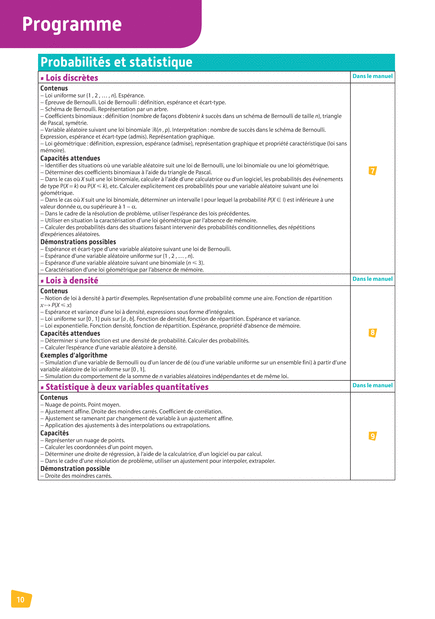 Programme
Probabilités et statistique
• Lois discrètes
Dans le manuel
Contenus
– Loi uniforme sur {1 , 2 , … , n}. Espérance.
– Épreuve de Bernoulli. Loi de Bernoulli : définition, espérance et écart-type.
– Schéma de Bernoulli. Représentation par un arbre.
– Coefficients binomiaux : définition (nombre de façons d'obtenir k succès dans un schéma de Bernoulli de taille n), triangle
de Pascal, symétrie.
– Variable aléatoire suivant une loi binomiale ℬ(n , p). Interprétation : nombre de succès dans le schéma de Bernoulli.
Expression, espérance et écart-type (admis). Représentation graphique.
– Loi géométrique : définition, expression, espérance (admise), représentation graphique et propriété caractéristique (loi sans
mémoire).
Capacités attendues
– Identifier des situations où une variable aléatoire suit une loi de Bernoulli, une loi binomiale ou une loi géométrique.
– Déterminer des coefficients binomiaux à l'aide du triangle de Pascal.
– Dans le cas où X suit une loi binomiale, calculer à l'aide d'une calculatrice ou d'un logiciel, les probabilités des événements
de type P(X = k) ou P(X ⩽ k), etc. Calculer explicitement ces probabilités pour une variable aléatoire suivant une loi
géométrique.
– Dans le cas où X suit une loi binomiale, déterminer un intervalle I pour lequel la probabilité P(X ∈ I) est inférieure à une
valeur donnée α, ou supérieure à 1 – α.
– Dans le cadre de la résolution de problème, utiliser l'espérance des lois précédentes.
– Utiliser en situation la caractérisation d'une loi géométrique par l'absence de mémoire.
– Calculer des probabilités dans des situations faisant intervenir des probabilités conditionnelles, des répétitions
d'expériences aléatoires.
Démonstrations possibles
– Espérance et écart-type d'une variable aléatoire suivant une loi de Bernoulli.
– Espérance d'une variable aléatoire uniforme sur {1 , 2 , … , n}.
– Espérance d'une variable aléatoire suivant une loi binomiale (n ⩽ 3).
– Caractérisation d'une loi géométrique par l'absence de mémoire.
7
• Loi à densité
Dans le manuel
Contenus
– Notion de loi à densité à partir d'exemples. Représentation d'une probabilité comme une aire. Fonction de répartition
x ↦ P(X ⩽ x)
– Espérance et variance d'une loi à densité, expressions sous forme d'intégrales.
– Loi uniforme sur [0 , 1] puis sur [a , b]. Fonction de densité, fonction de répartition. Espérance et variance.
– Loi exponentielle. Fonction densité, fonction de répartition. Espérance, propriété d'absence de mémoire.
Capacités attendues
– Déterminer si une fonction est une densité de probabilité. Calculer des probabilités.
– Calculer l'espérance d'une variable aléatoire à densité.
Exemples d'algorithme
– Simulation d'une variable de Bernoulli ou d'un lancer de dé (ou d'une variable uniforme sur un ensemble fini) à partir d'une
variable aléatoire de loi uniforme sur [0 , 1].
– Simulation du comportement de la somme de n variables aléatoires indépendantes et de même loi.
8
• Statistique à deux variables quantitatives
Dans le manuel
Contenus
– Nuage de points. Point moyen.
– Ajustement affine. Droite des moindres carrés. Coefficient de corrélation.
– Ajustement se ramenant par changement de variable à un ajustement affine.
– Application des ajustements à des interpolations ou extrapolations.
Capacités
– Représenter un nuage de points.
– Calculer les coordonnées d'un point moyen.
– Déterminer une droite de régression, à l'aide de la calculatrice, d'un logiciel ou par calcul.
– Dans le cadre d'une résolution de problème, utiliser un ajustement pour interpoler, extrapoler.
Démonstration possible
– Droite des moindres carrés.
9
10